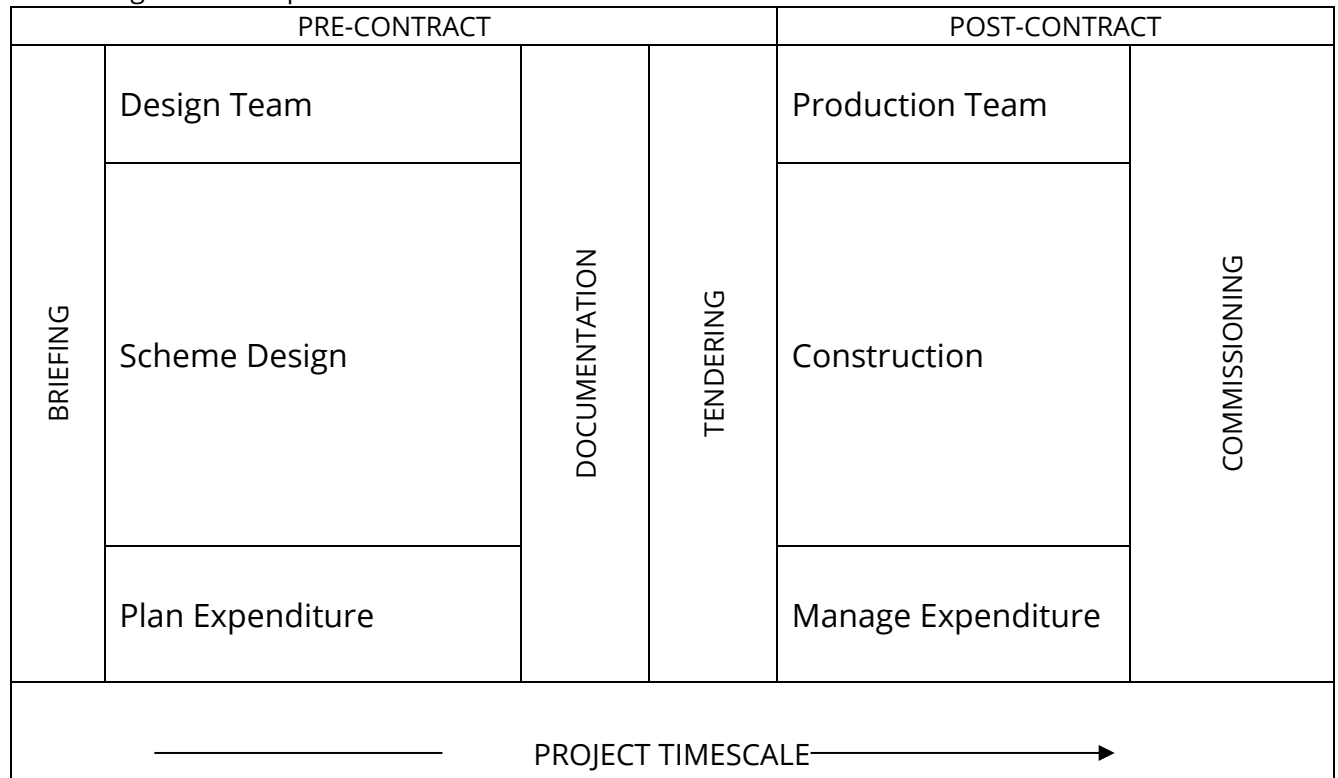 PRE-CONTRACT
POST-CONTRACT
BRIEFING
Design Team
Scheme Design
Plan Expenditure
DOCUMENTATION
TENDERING
Production Team
Construction
Manage Expenditure
COMMISSIONING
PROJECT TIMESCALE